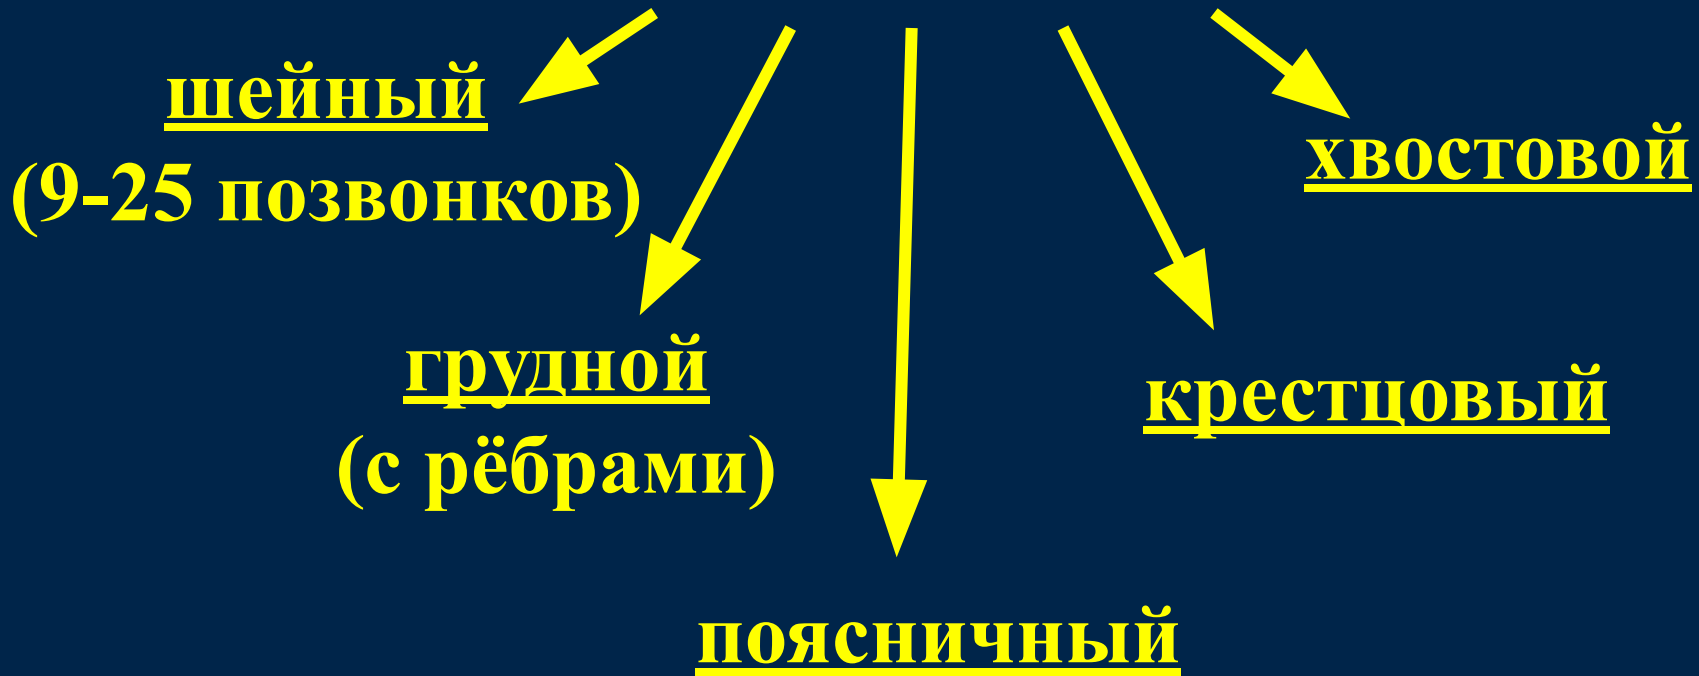 шейный
(9-25 позвонков)
грудной
(с рёбрами)
поясничный
крестцовый
хвостовой